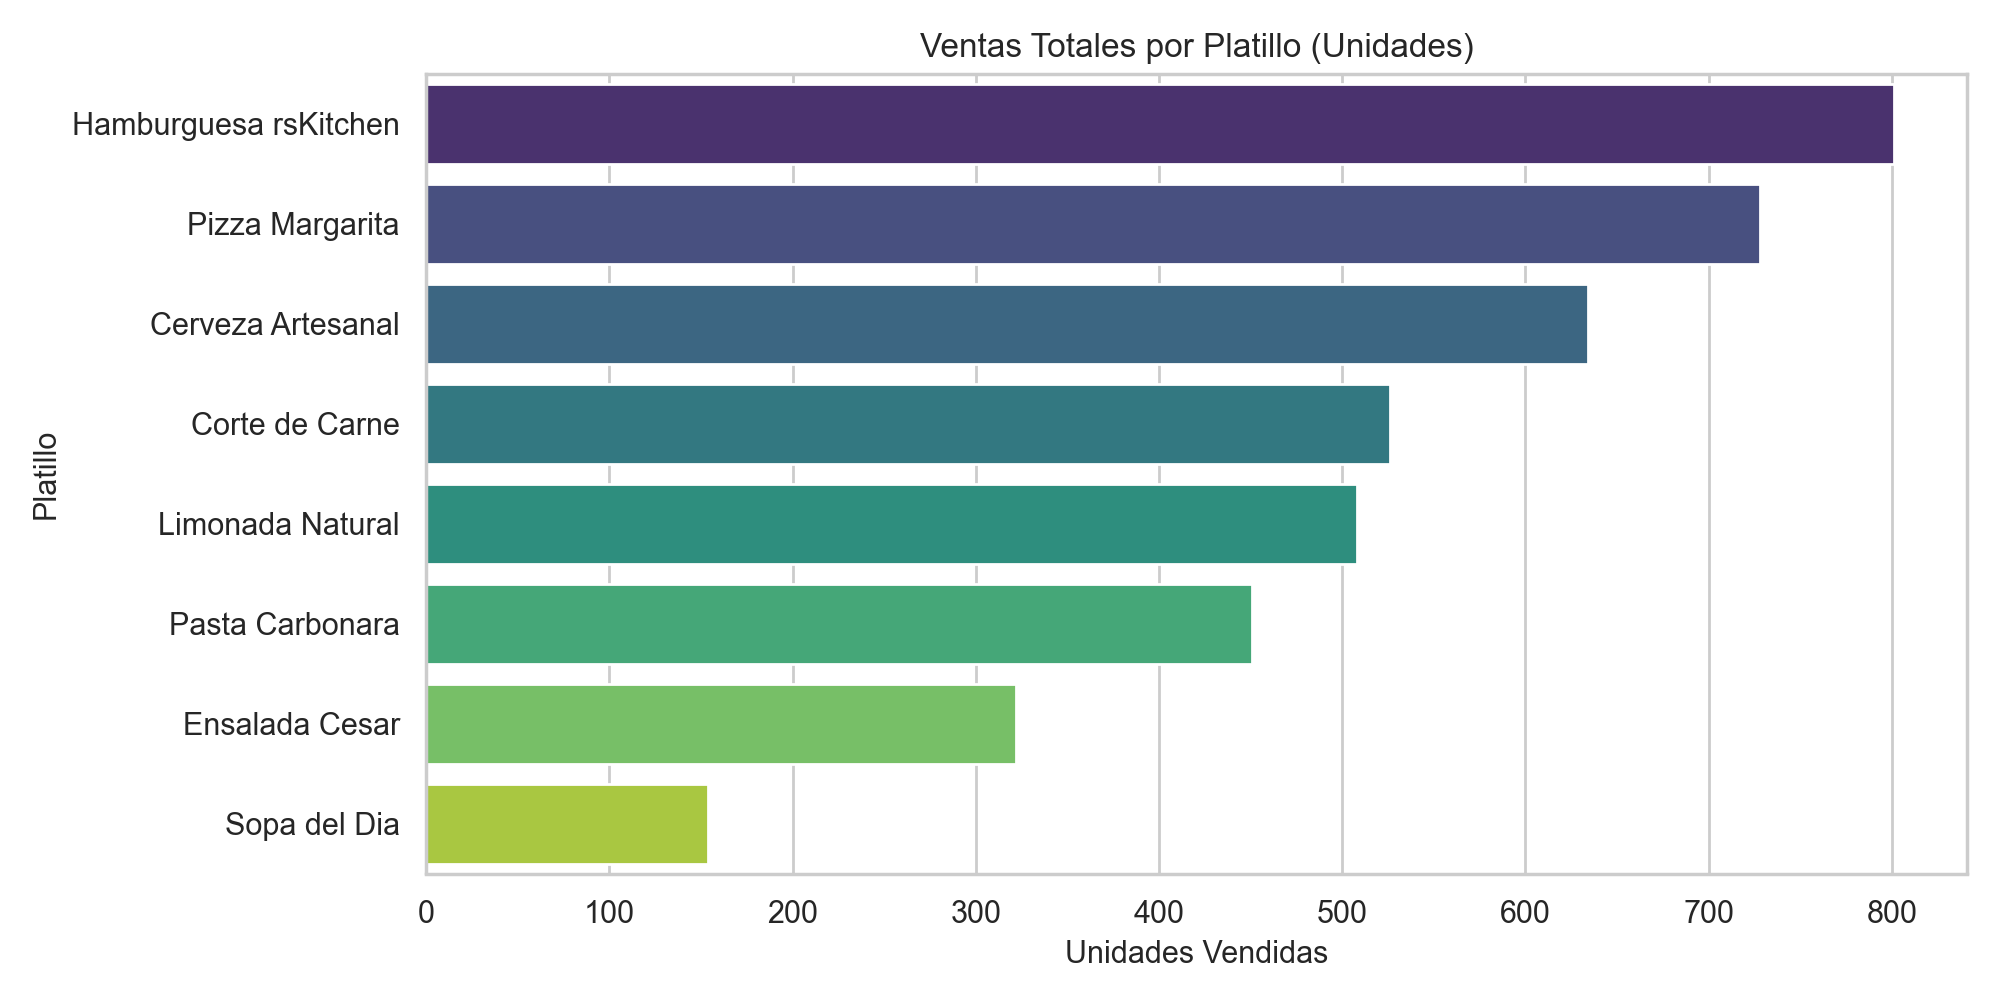 Ventas Totales por Platillo (Unidades)
Hamburguesa rsKitchen
Pizza Margarita
Cerveza Artesanal
Corte de Carne
Limonada Natural
Pasta Carbonara
Ensalada Cesar
Sopa del Dia
Platillo
0 100 200 300 400 500 600 700 800
Unidades Vendidas